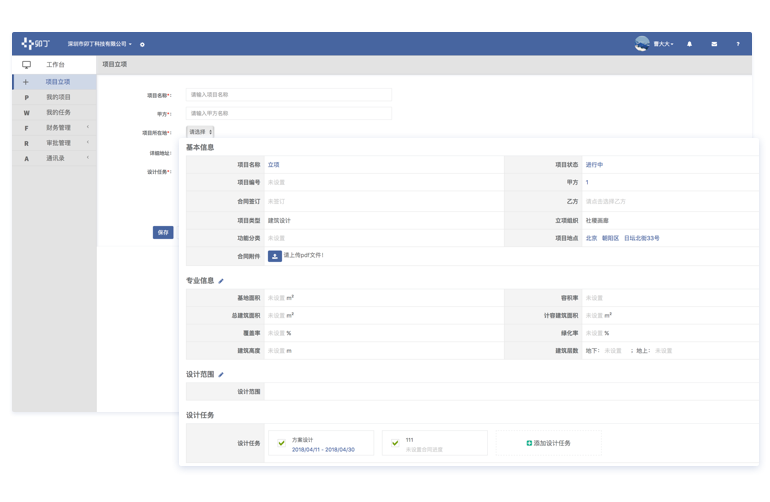 卯丁 深圳市卯丁科技有限公司 曹大大 ?
工作台 项目立项
+ 项目立项
P 我的项目
W 我的任务
F 财务管理
R 审批管理
A 通讯录
项目名称*: 请输入项目名称
甲方*: 请输入甲方名称
项目所在地*: 请选择
详细地址:
设计任务*:
保存
基本信息
项目名称 立项 项目状态 进行中
项目编号 未设置 甲方 1
合同签订 未签订 乙方 请点击选择乙方
项目类型 建筑设计 立项组织 社稷画廊
功能分类 未设置 项目地点 北京 朝阳区 日坛北街33号
合同附件 请上传pdf文件!
专业信息
基地面积 未设置 m² 容积率 未设置
总建筑面积 未设置 m² 计容建筑面积 未设置 m²
覆盖率 未设置 % 绿化率 未设置 %
建筑高度 未设置 m 建筑层数 地下: 未设置 ; 地上: 未设置
设计范围
设计范围
设计任务
设计任务 方案设计 111 添加设计任务
2018/04/11 - 2018/04/30 未设置合同进度